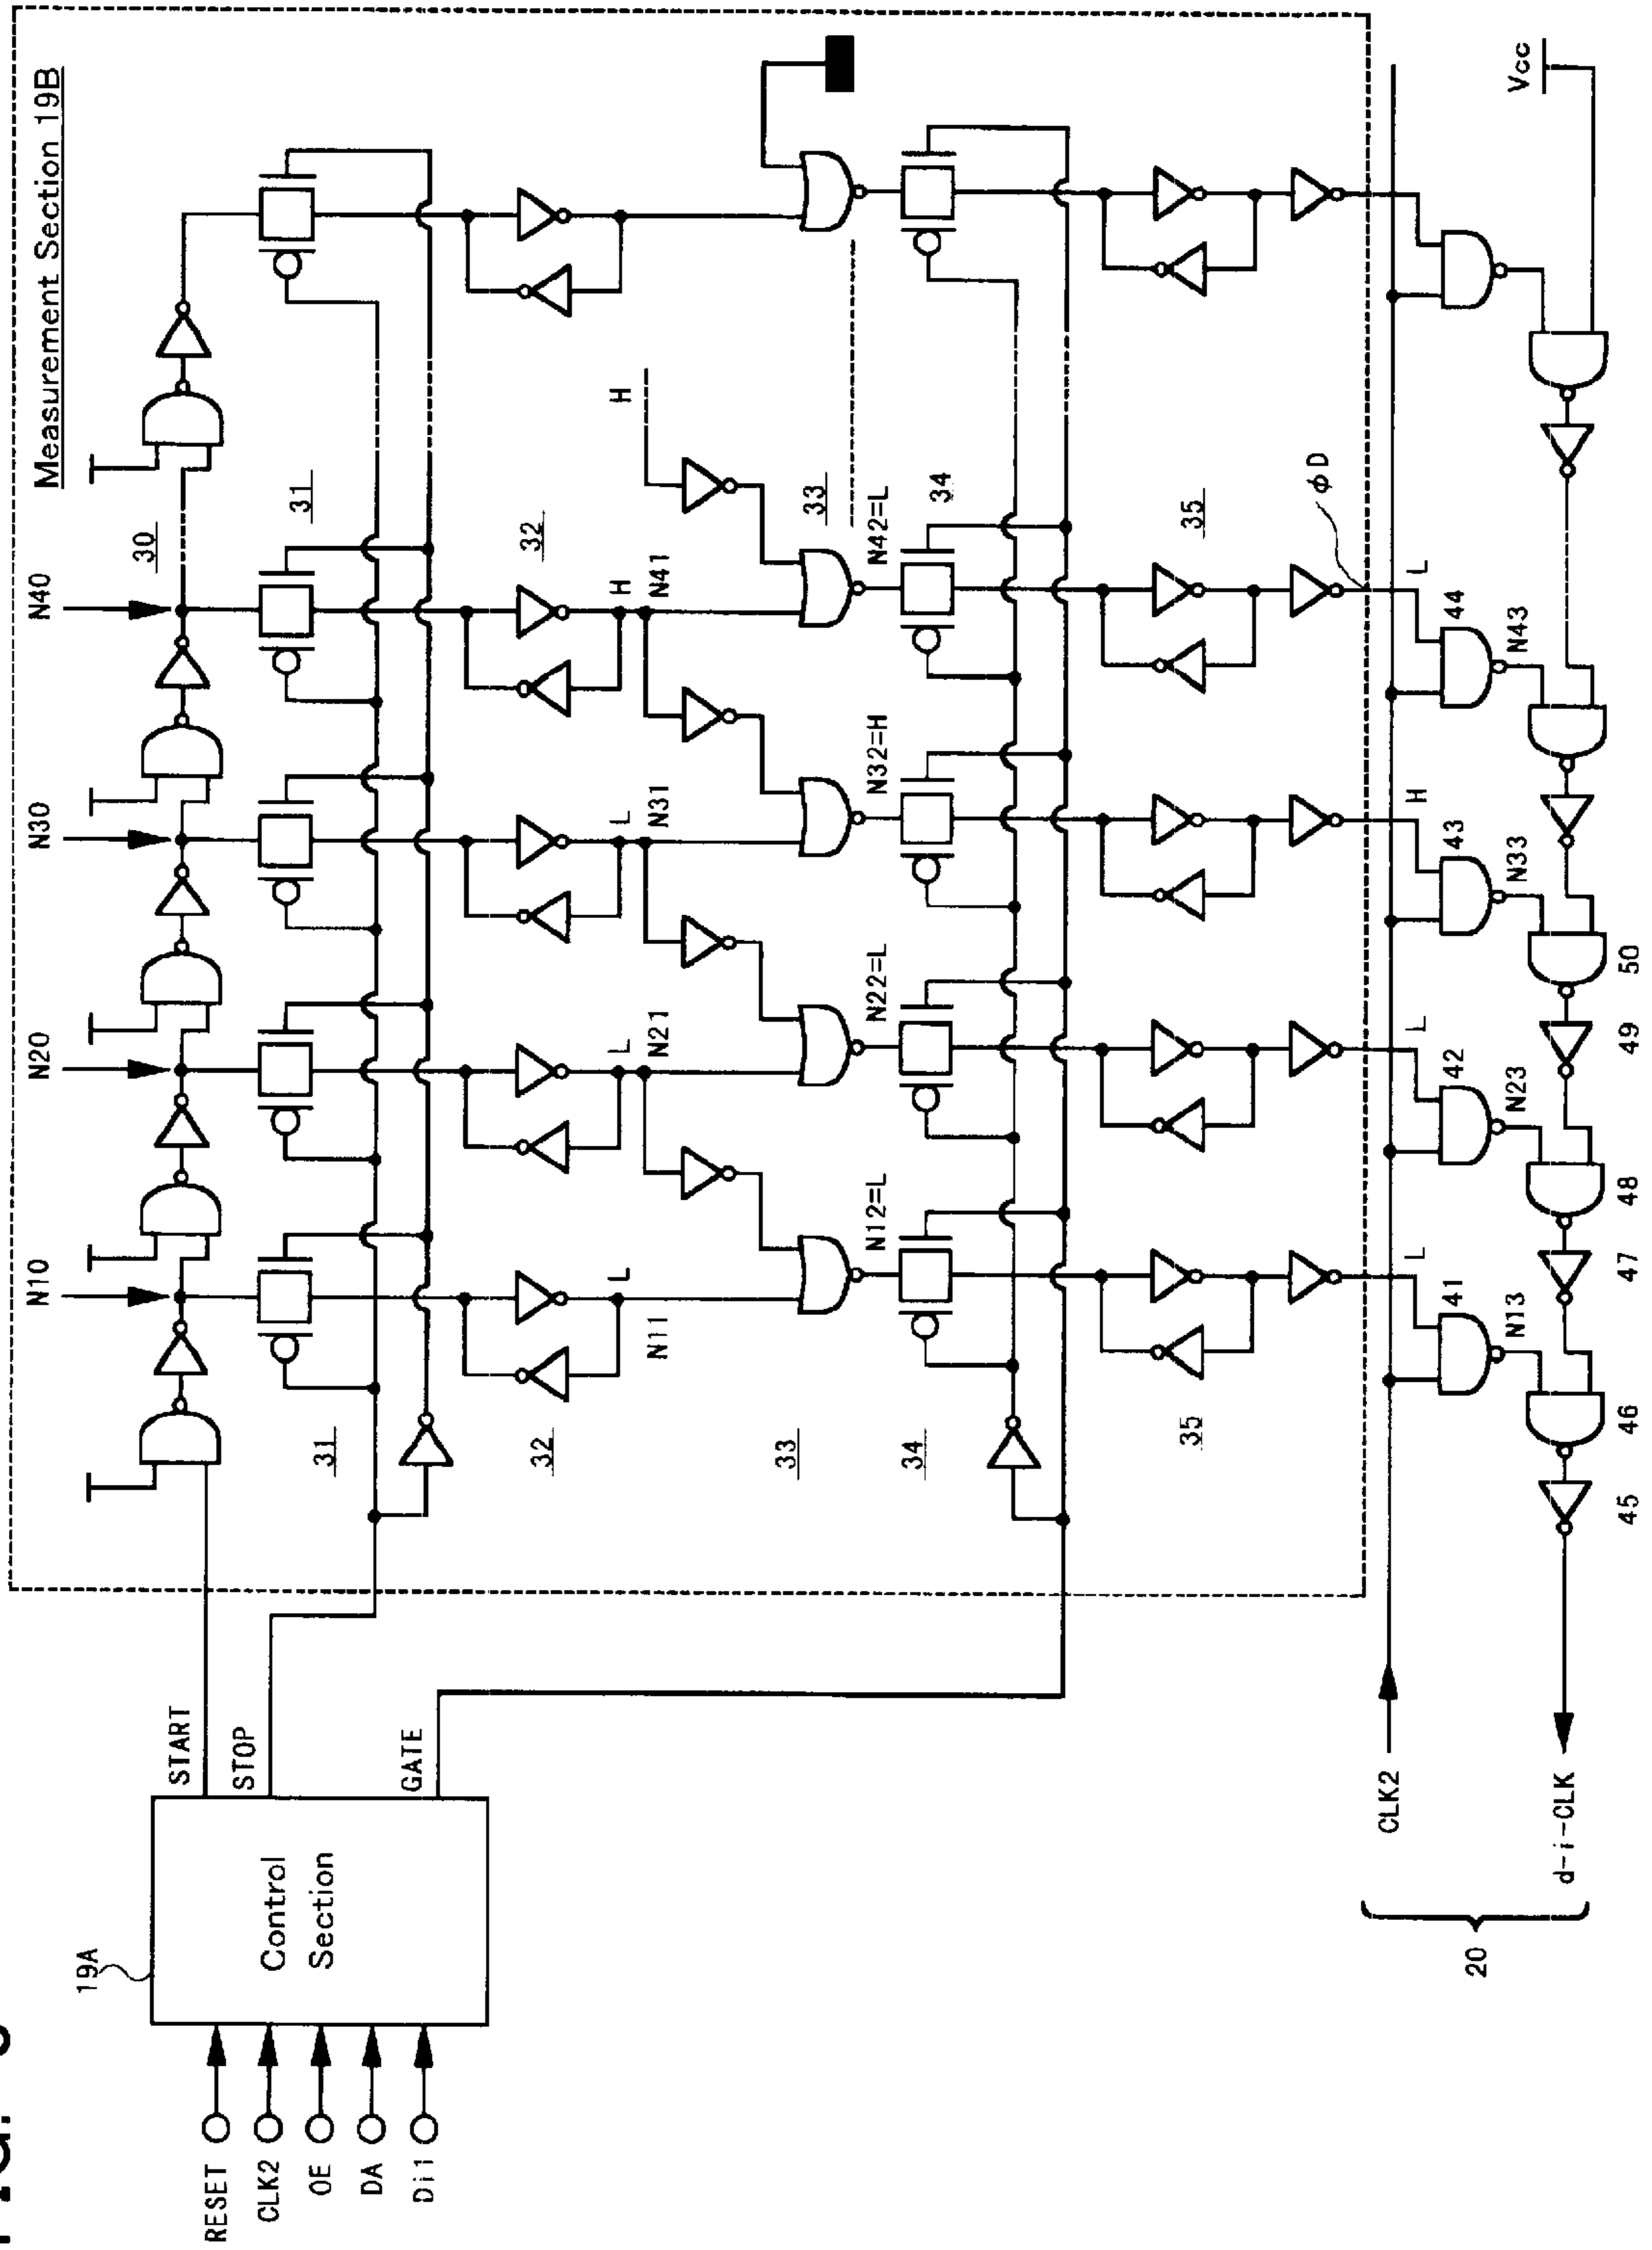 Measurement Section 19B
N10
N20
N30
N40
30
31
31
32
32
H
L
L
L
H
N11
N21
N31
N41
33
33
N12=L
N22=L
N32=H
N42=L
34
34
35
35
φD
19A
Control
Section
RESET
CLK2
OE
DA
Di1
START
STOP
GATE
CLK2
d-i-CLK
20
L
L
H
L
41
42
43
44
N13
N23
N33
N43
Vcc
45
46
47
48
49
50